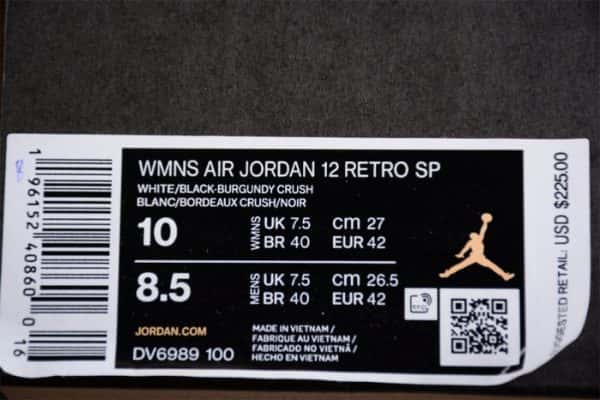 1 96152 40860 0 16
WMNS AIR JORDAN 12 RETRO SP
WHITE/BLACK-BURGUNDY CRUSH
BLANC/BORDEAUX CRUSH/NOIR
10 WMNS UK 7.5 CM 27
BR 40 EUR 42
8.5 MENS UK 7.5 CM 26.5
BR 40 EUR 42
JORDAN.COM
DV6989 100
MADE IN VIETNAM /
FABRIQUE AU VIETNAM /
FABRICADO NO VIETNÃ /
HECHO EN VIETNAM
RETAIL: USD $225.00